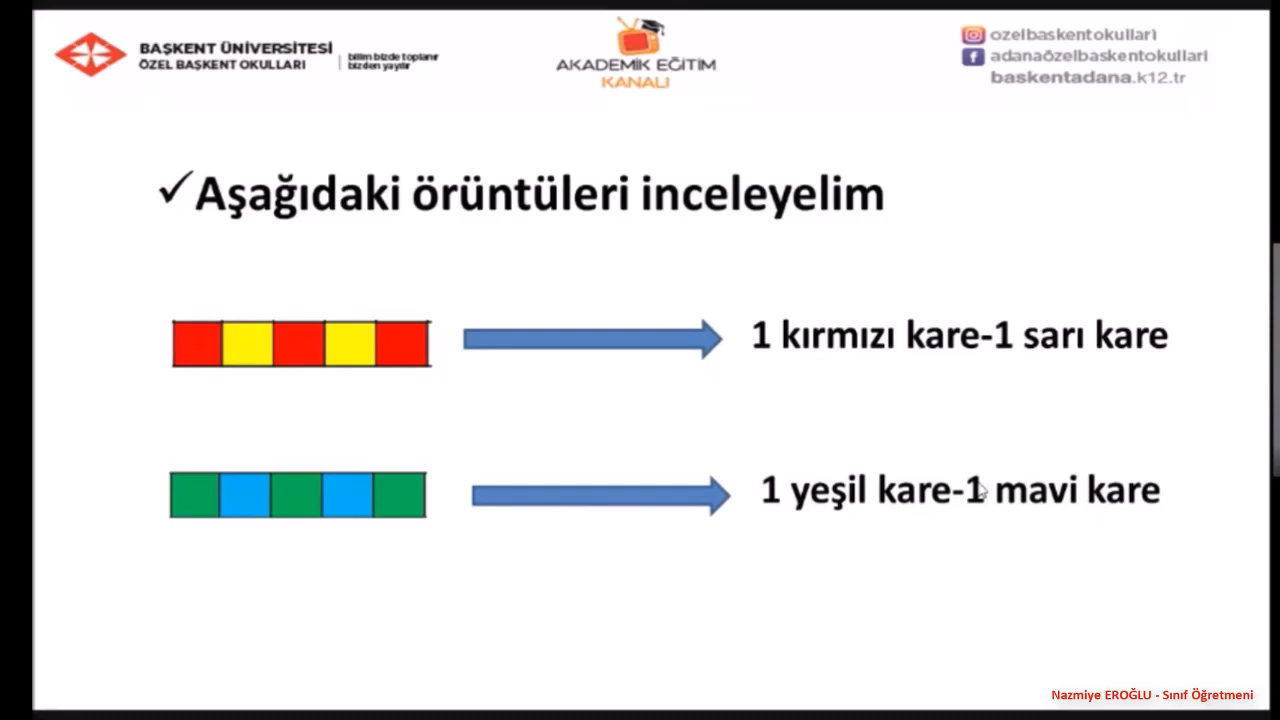 BAŞKENT ÜNİVERSİTESİ
ÖZEL BAŞKENT OKULLARI
bilim bizde toplanır
bizden yayılır
AKADEMİK EĞİTİM
KANALI
ozelbaskentokullari
adanaözelbaskentokullari
baskentadana.k12.tr
✓Aşağıdaki örüntüleri inceleyelim
1 kırmızı kare-1 sarı kare
1 yeşil kare-1 mavi kare
Nazmiye EROĞLU - Sınıf Öğretmeni